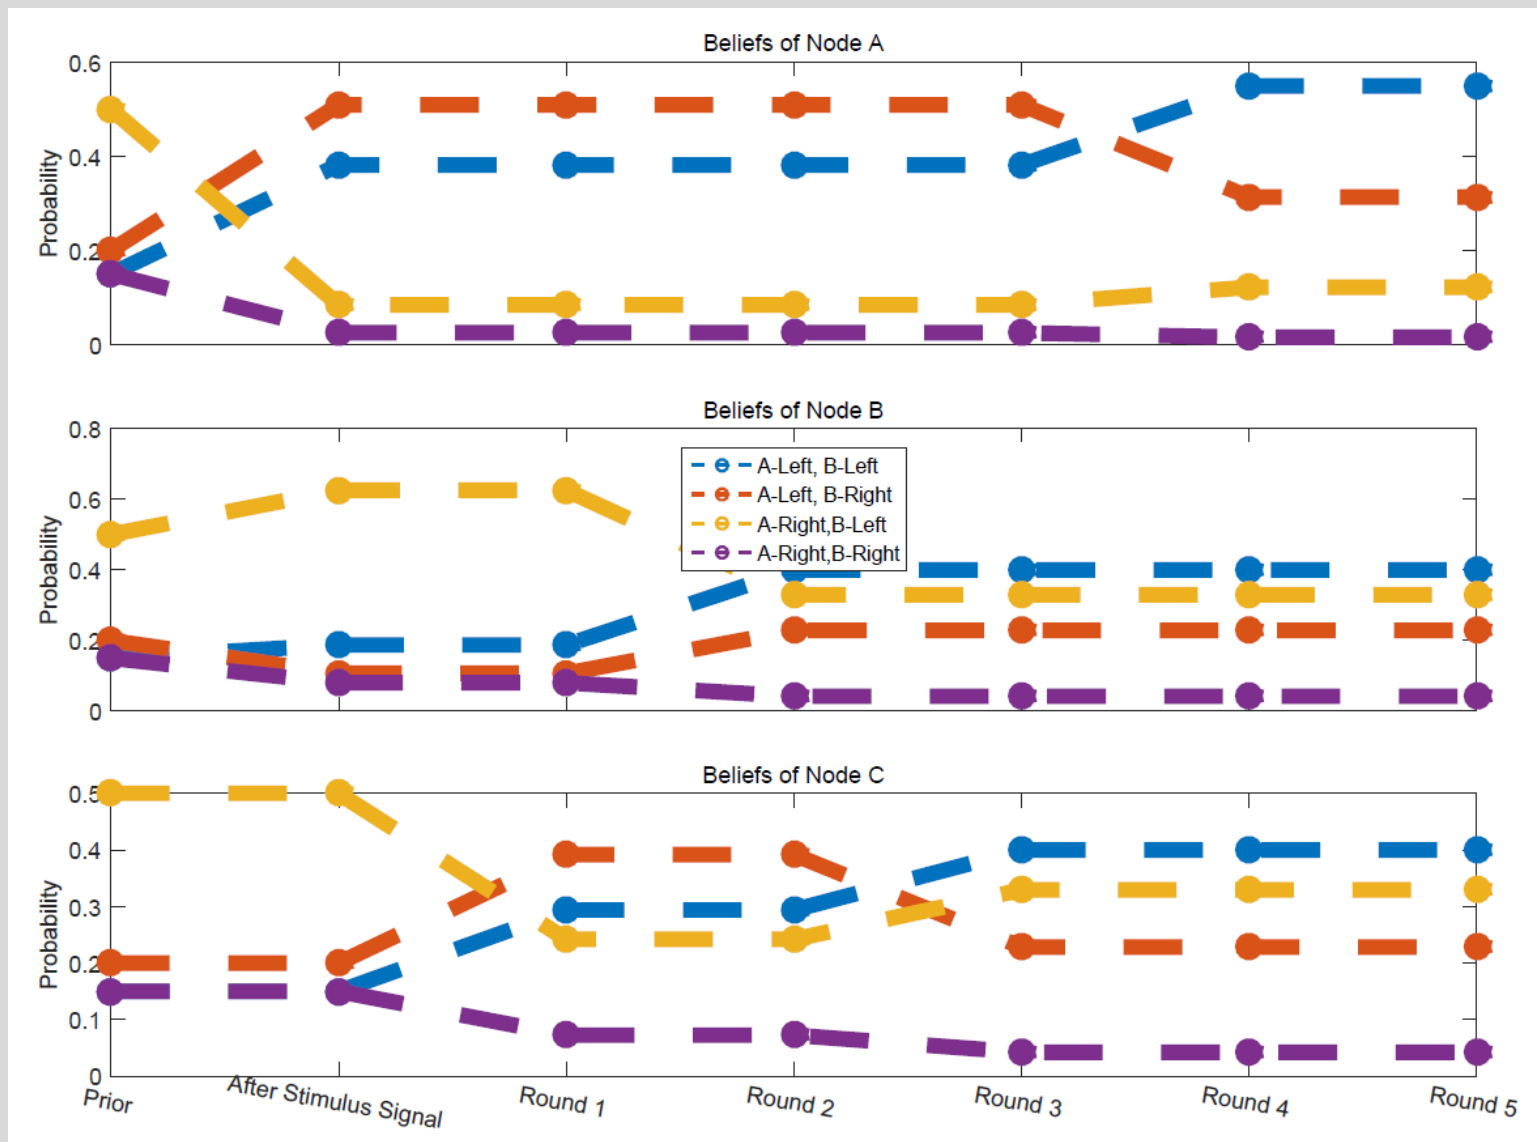 Beliefs of Node A
0.6
0.4
0.2
0
Probability
Beliefs of Node B
0.8
0.6
0.4
0.2
0
Probability
A-Left, B-Left
A-Left, B-Right
A-Right,B-Left
A-Right,B-Right
Beliefs of Node C
0.5
0.4
0.3
0.2
0.1
0
Probability
Prior
After Stimulus Signal
Round 1
Round 2
Round 3
Round 4
Round 5